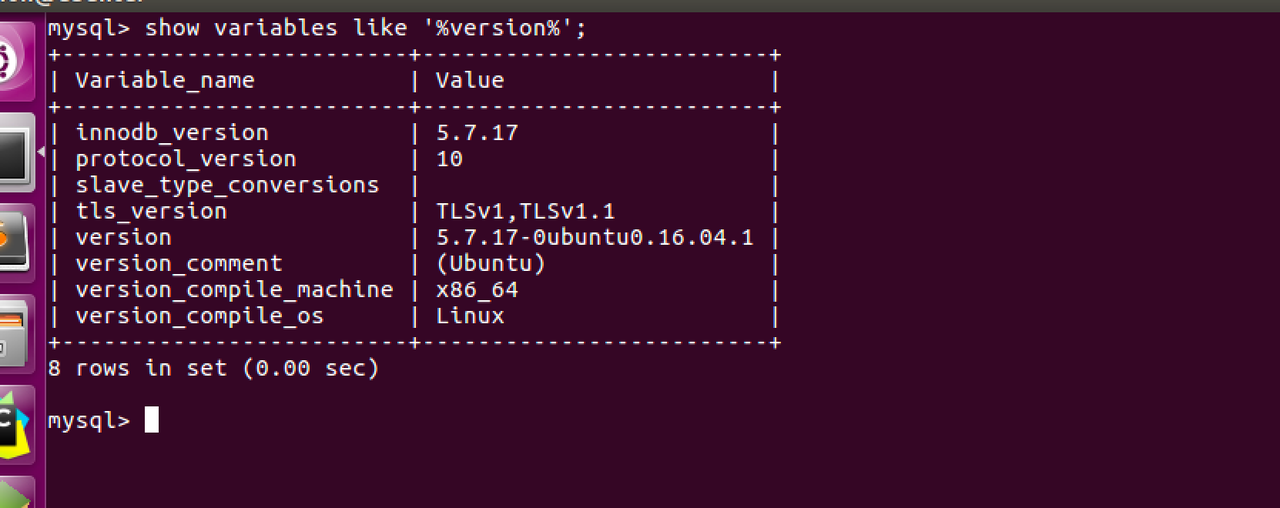 mysql> show variables like '%version%';
+-------------------------+-------------------------+
| Variable_name           | Value                   |
+-------------------------+-------------------------+
| innodb_version          | 5.7.17                  |
| protocol_version        | 10                      |
| slave_type_conversions  |                         |
| tls_version             | TLSv1,TLSv1.1           |
| version                 | 5.7.17-0ubuntu0.16.04.1 |
| version_comment         | (Ubuntu)                |
| version_compile_machine | x86_64                  |
| version_compile_os      | Linux                   |
+-------------------------+-------------------------+
8 rows in set (0.00 sec)
mysql>